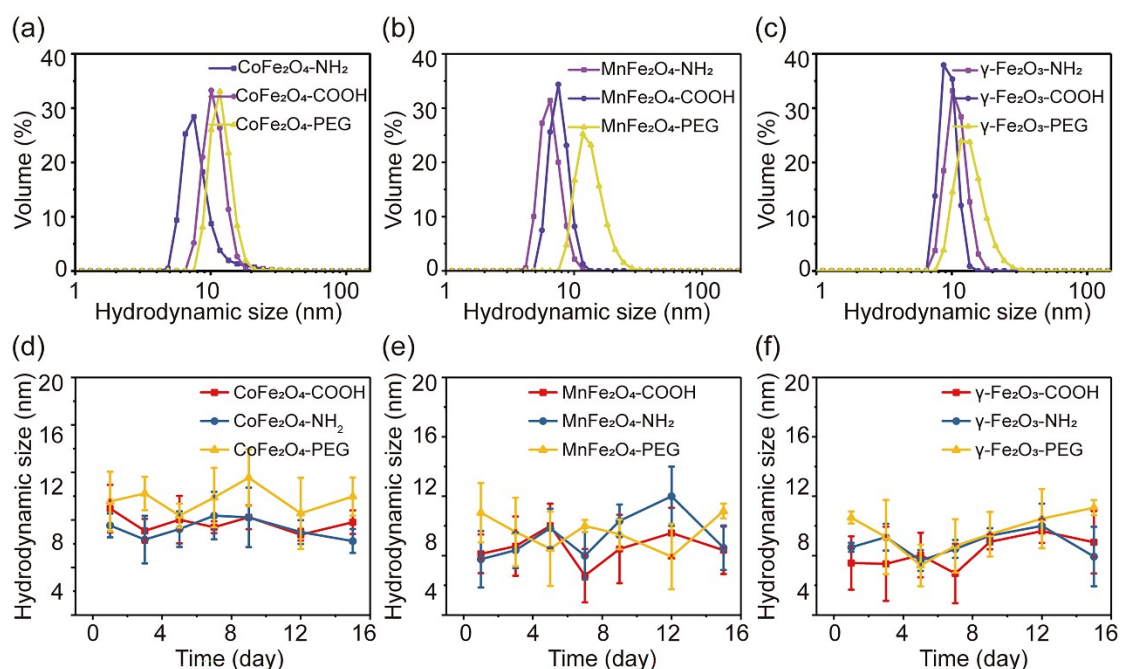 (a)
(b)
(c)
40
30
20
10
0
Volume (%)
CoFe₂O₄-NH₂
CoFe₂O₄-COOH
CoFe₂O₄-PEG
1
10
100
Hydrodynamic size (nm)
40
30
20
10
0
Volume (%)
MnFe₂O₄-NH₂
MnFe₂O₄-COOH
MnFe₂O₄-PEG
1
10
100
Hydrodynamic size (nm)
40
30
20
10
0
Volume (%)
γ-Fe₂O₃-NH₂
γ-Fe₂O₃-COOH
γ-Fe₂O₃-PEG
1
10
100
Hydrodynamic size (nm)
(d)
(e)
(f)
20
16
12
8
4
Hydrodynamic size (nm)
CoFe₂O₄-COOH
CoFe₂O₄-NH₂
CoFe₂O₄-PEG
0
4
8
12
16
Time (day)
20
16
12
8
4
Hydrodynamic size (nm)
MnFe₂O₄-COOH
MnFe₂O₄-NH₂
MnFe₂O₄-PEG
0
4
8
12
16
Time (day)
20
16
12
8
4
Hydrodynamic size (nm)
γ-Fe₂O₃-COOH
γ-Fe₂O₃-NH₂
γ-Fe₂O₃-PEG
0
4
8
12
16
Time (day)